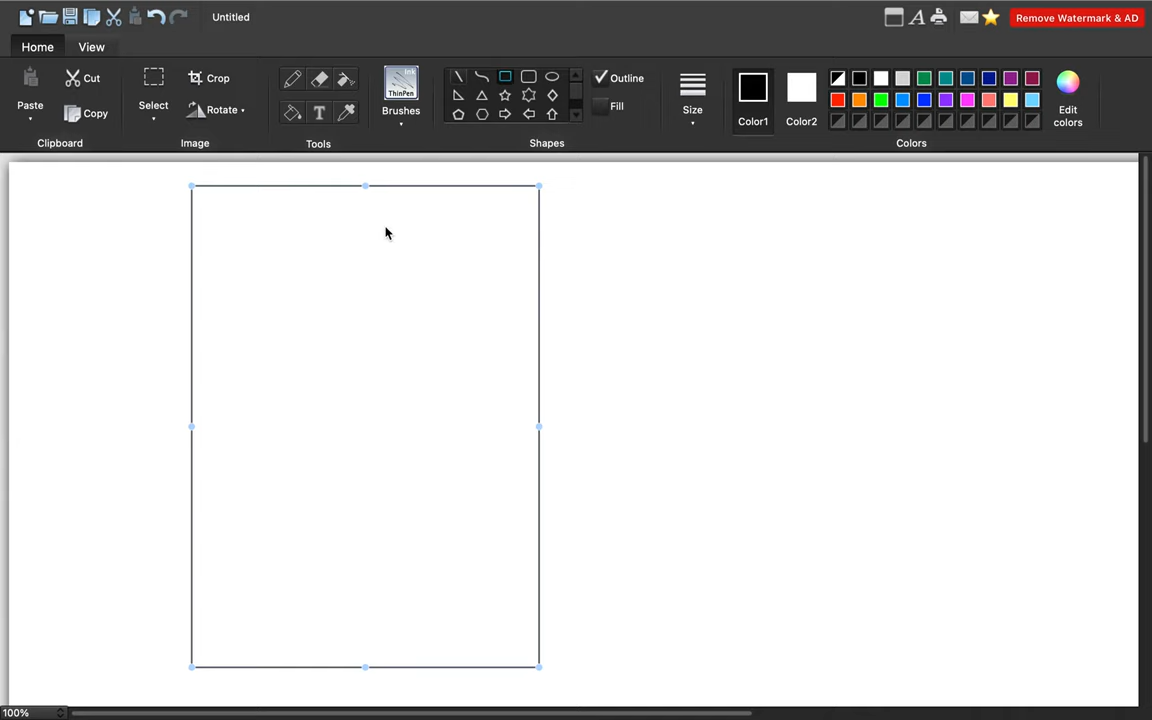 Untitled
Remove Watermark & AD
Home View
Paste
Cut
Copy
Clipboard
Select
Crop
Rotate
Image
T
Tools
Ink
ThinPen
Brushes
Shapes
Outline
Fill
Size
Color1
Color2
Colors
Edit
colors
100%